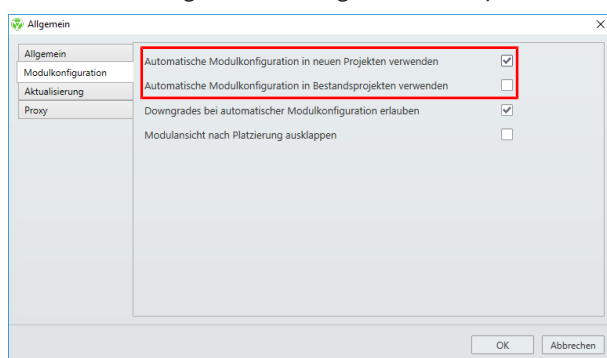 Allgemein
Allgemein
Modulkonfiguration
Aktualisierung
Proxy
Automatische Modulkonfiguration in neuen Projekten verwenden
Automatische Modulkonfiguration in Bestandsprojekten verwenden
Downgrades bei automatischer Modulkonfiguration erlauben
Modulansicht nach Platzierung ausklappen
OK
Abbrechen